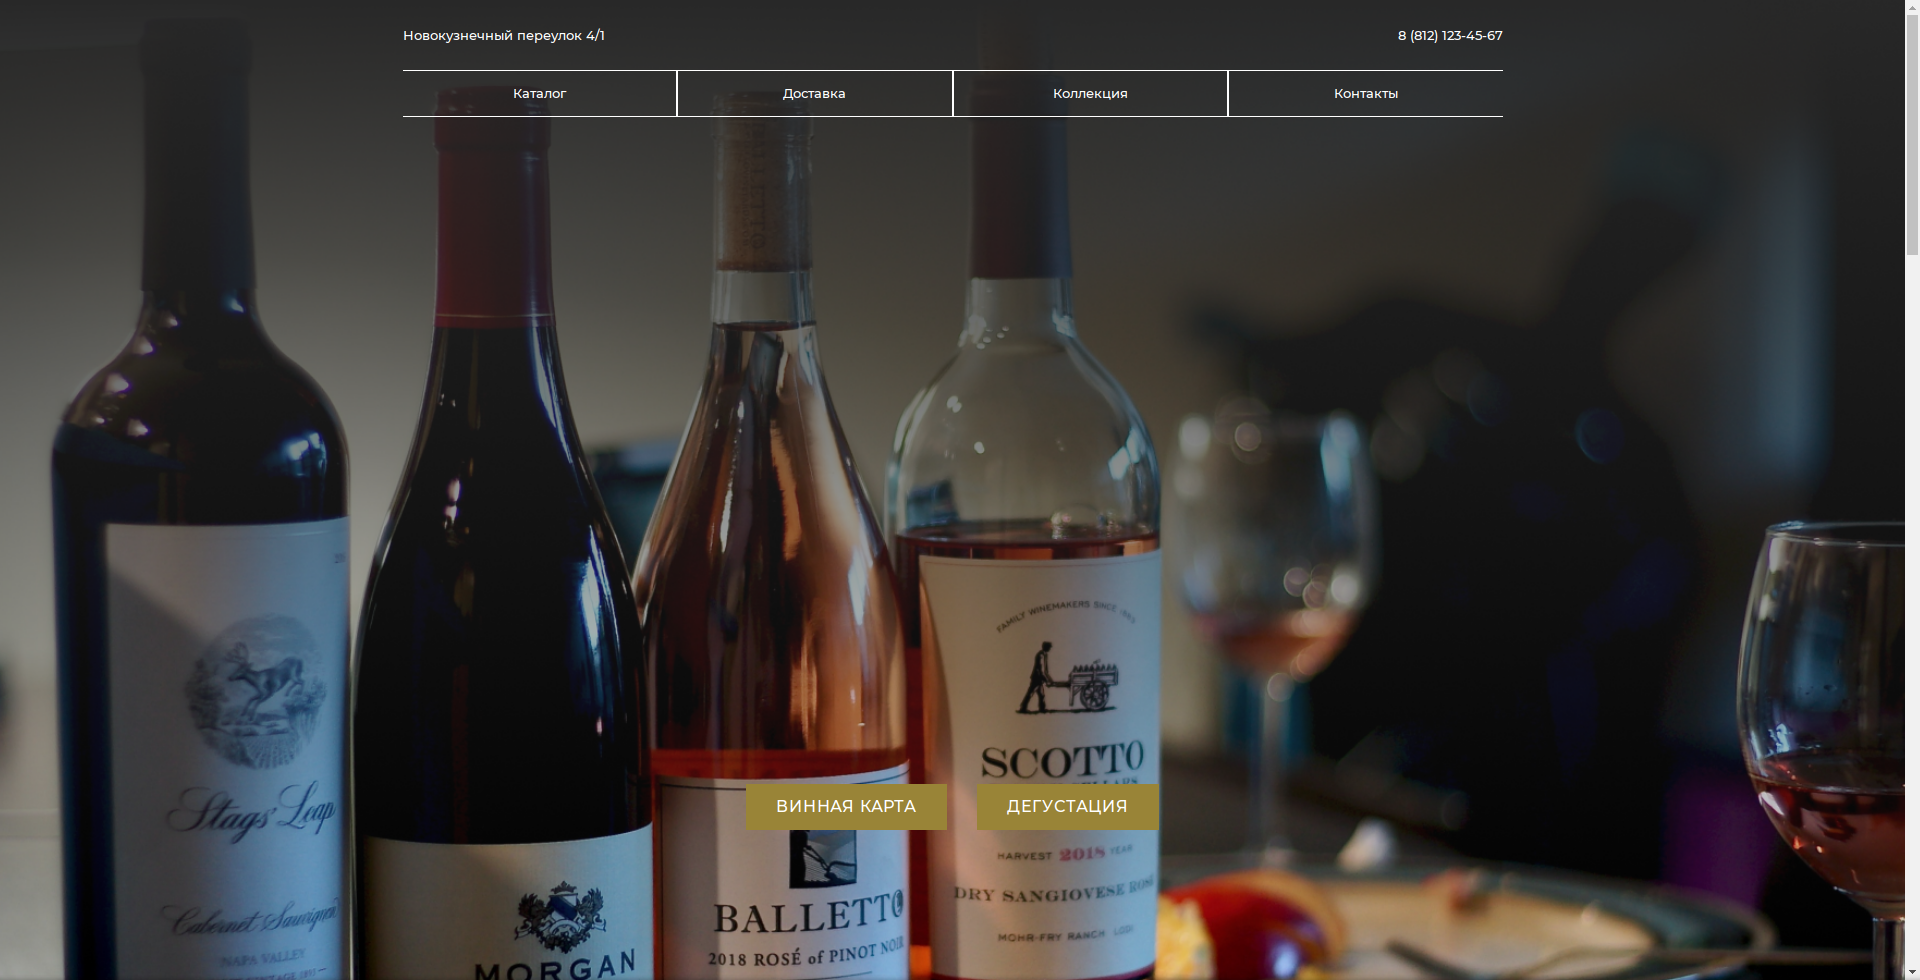 Новокузнечный переулок 4/1
8 (812) 123-45-67
Каталог
Доставка
Коллекция
Контакты
FAMILY WINEMAKERS SINCE 1883
SCOTTO
ВИННАЯ КАРТА
ДЕГУСТАЦИЯ
Stags' Leap
HARVEST 2018 YEAR
DRY SANGIOVESE ROSÉ
BALLETTO
Cabernet Sauvignon
MOHR-FRY RANCH LODI
2018 ROSÉ of PINOT NOIR
NAPA VALLEY
MORGAN